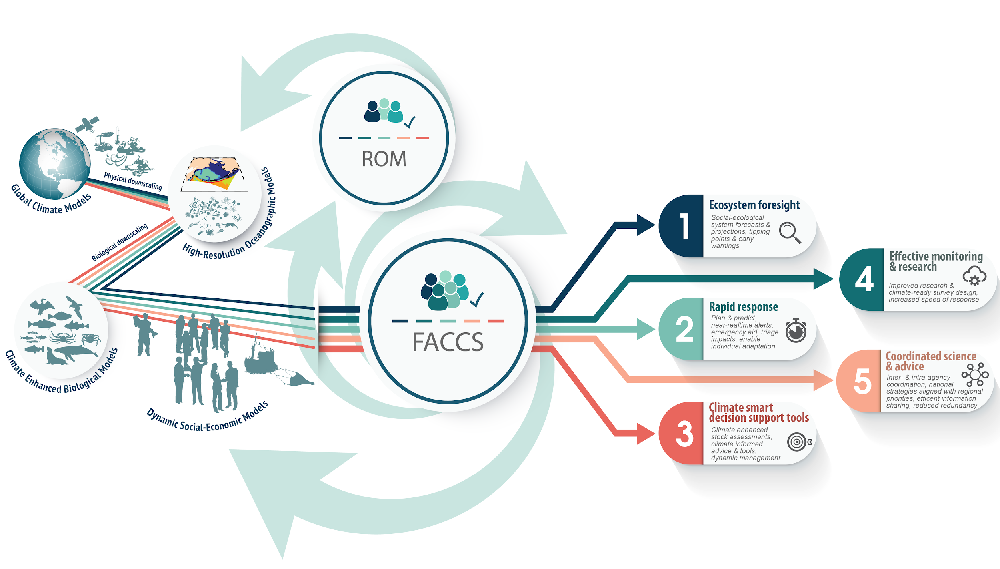 Physical downscaling
Global Climate Models
High-Resolution Oceanographic Models
Biological downscaling
Climate Enhanced Biological Models
Dynamic Social-Economic Models
ROM
FACCS
1
Ecosystem foresight
Social-ecological
system forecasts &
projections, tipping
points & early
warnings
2
Rapid response
Plan & predict,
near-realtime alerts,
emergency aid, triage
impacts, enable
individual adaptation
3
Climate smart
decision support tools
Climate enhanced
stock assessments,
climate informed
advice & tools,
dynamic management
4
Effective monitoring
& research
Improved research &
climate-ready survey design,
increased speed of response
5
Coordinated science
& advice
Inter- & intra-agency
coordination, national
strategies aligned with regional
priorities, efficent information
sharing, reduced redundancy